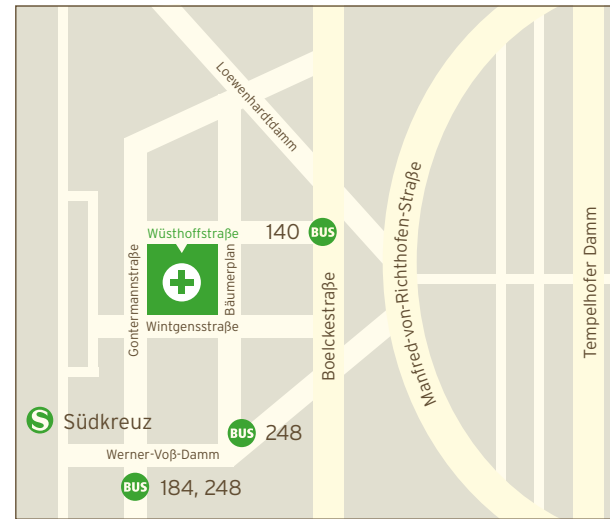 Loewenhardtdamm
Wüsthoffstraße
140 BUS
Gontermannstraße
Bäumerplan
Wintgensstraße
Boelckestraße
Manfred-von-Richthofen-Straße
Tempelhofer Damm
S Südkreuz
BUS 248
Werner-Voß-Damm
BUS 184, 248